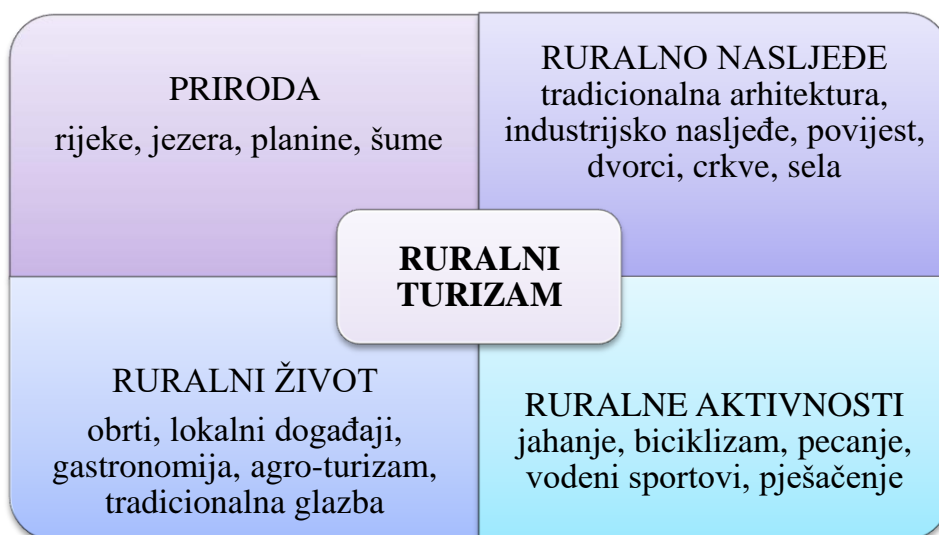 PRIRODA
rijeke, jezera, planine, šume
RURALNO NASLJEĐE
tradicionalna arhitektura,
industrijsko nasljeđe, povijest,
dvorci, crkve, sela
RURALNI
TURIZAM
RURALNI ŽIVOT
obrti, lokalni događaji,
gastronomija, agro-turizam,
tradicionalna glazba
RURALNE AKTIVNOSTI
jahanje, biciklizam, pecanje,
vodeni sportovi, pješačenje